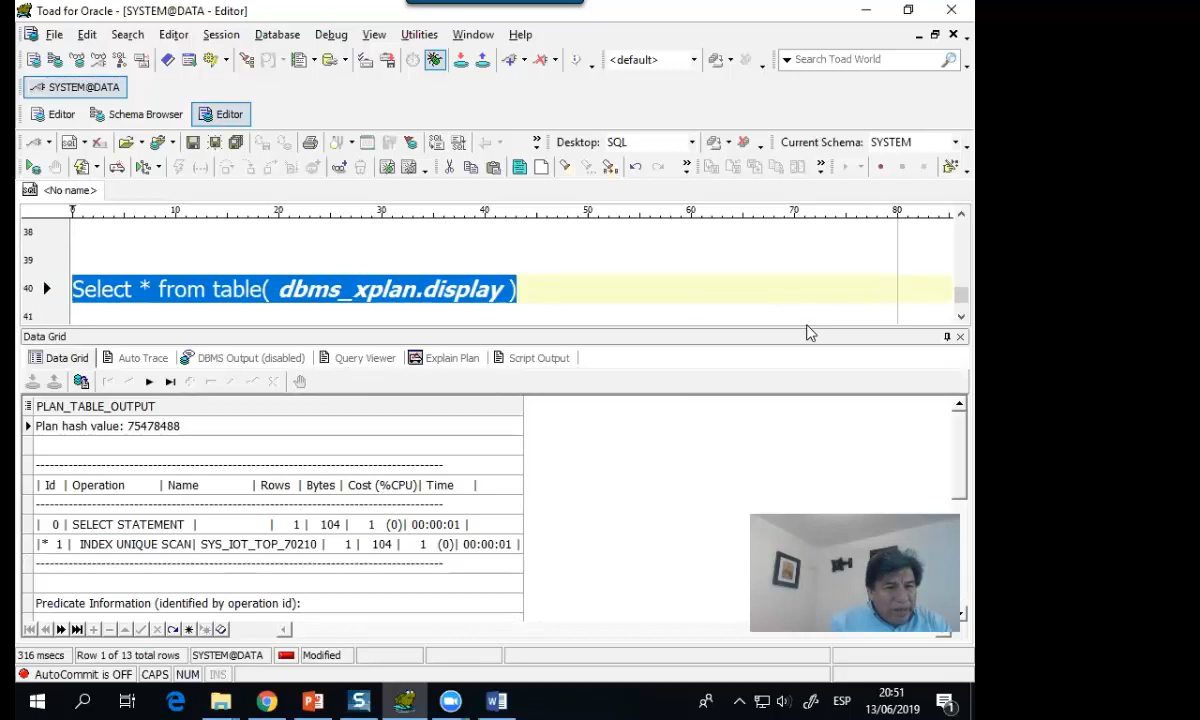 Toad for Oracle - [SYSTEM@DATA - Editor]
File Edit Search Editor Session Database Debug View Utilities Window Help
<default> Search Toad World
SYSTEM@DATA
Editor Schema Browser Editor
Desktop: SQL Current Schema: SYSTEM
<No name>
0 10 20 30 40 50 60 70 80
38
39
40 Select * from table( dbms_xplan.display )
41
Data Grid
Data Grid Auto Trace DBMS Output (disabled) Query Viewer Explain Plan Script Output
PLAN_TABLE_OUTPUT
Plan hash value: 75478488
--------------------------------------------------------------------------------
| Id | Operation | Name | Rows | Bytes | Cost (%CPU)| Time |
--------------------------------------------------------------------------------
| 0 | SELECT STATEMENT | | 1 | 104 | 1 (0)| 00:00:01 |
|* 1 | INDEX UNIQUE SCAN| SYS_IOT_TOP_70210 | 1 | 104 | 1 (0)| 00:00:01 |
--------------------------------------------------------------------------------
Predicate Information (identified by operation id):
316 msecs Row 1 of 13 total rows SYSTEM@DATA Modified
AutoCommit is OFF CAPS NUM INS
ESP
20:51
13/06/2019
1